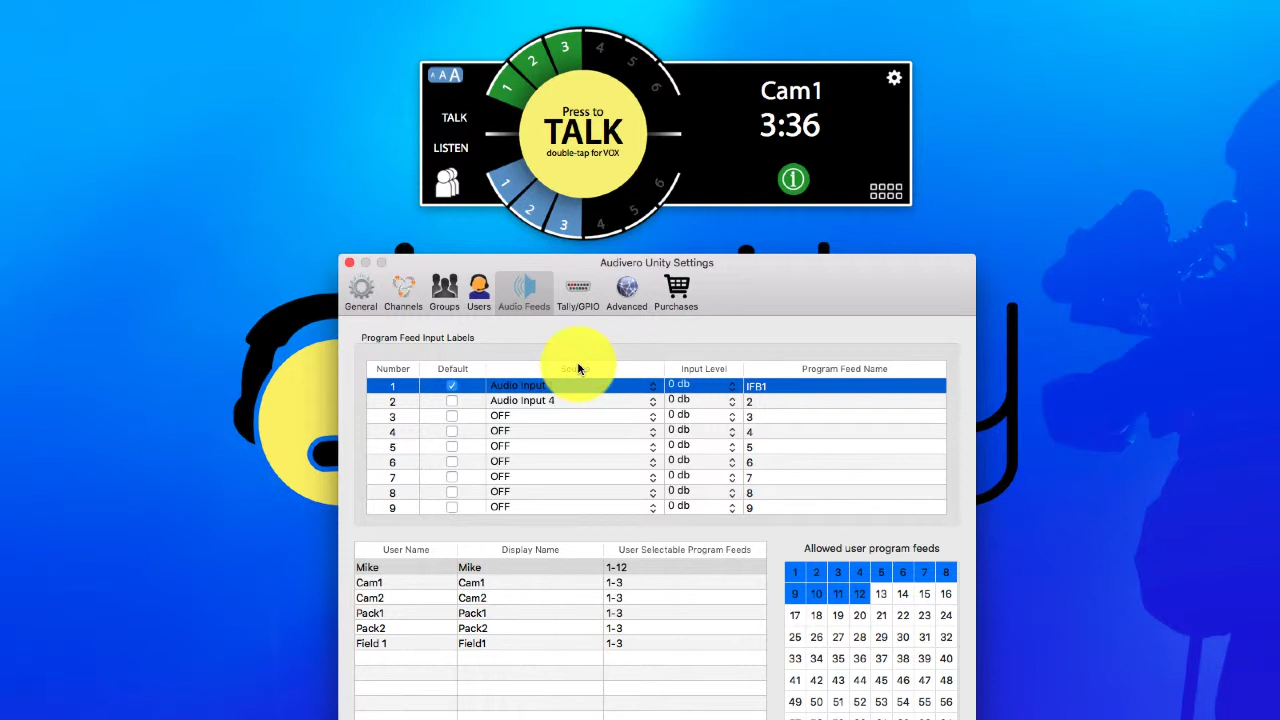 A A A
TALK
LISTEN
1 2 3 4 5 6
Press to
TALK
double-tap for VOX
1 2 3 4 5 6
Cam1
3:36
i
Audivero Unity Settings
General Channels Groups Users Audio Feeds Tally/GPIO Advanced Purchases
Program Feed Input Labels
Number Default Input Level Program Feed Name
1 Audio Input 0 db IFB1
2 Audio Input 4 0 db 2
3 OFF 0 db 3
4 OFF 0 db 4
5 OFF 0 db 5
6 OFF 0 db 6
7 OFF 0 db 7
8 OFF 0 db 8
9 OFF 0 db 9
User Name Display Name User Selectable Program Feeds
Mike Mike 1-12
Cam1 Cam1 1-3
Cam2 Cam2 1-3
Pack1 Pack1 1-3
Pack2 Pack2 1-3
Field 1 Field1 1-3
Allowed user program feeds
1 2 3 4 5 6 7 8
9 10 11 12 13 14 15 16
17 18 19 20 21 22 23 24
25 26 27 28 29 30 31 32
33 34 35 36 37 38 39 40
41 42 43 44 45 46 47 48
49 50 51 52 53 54 55 56